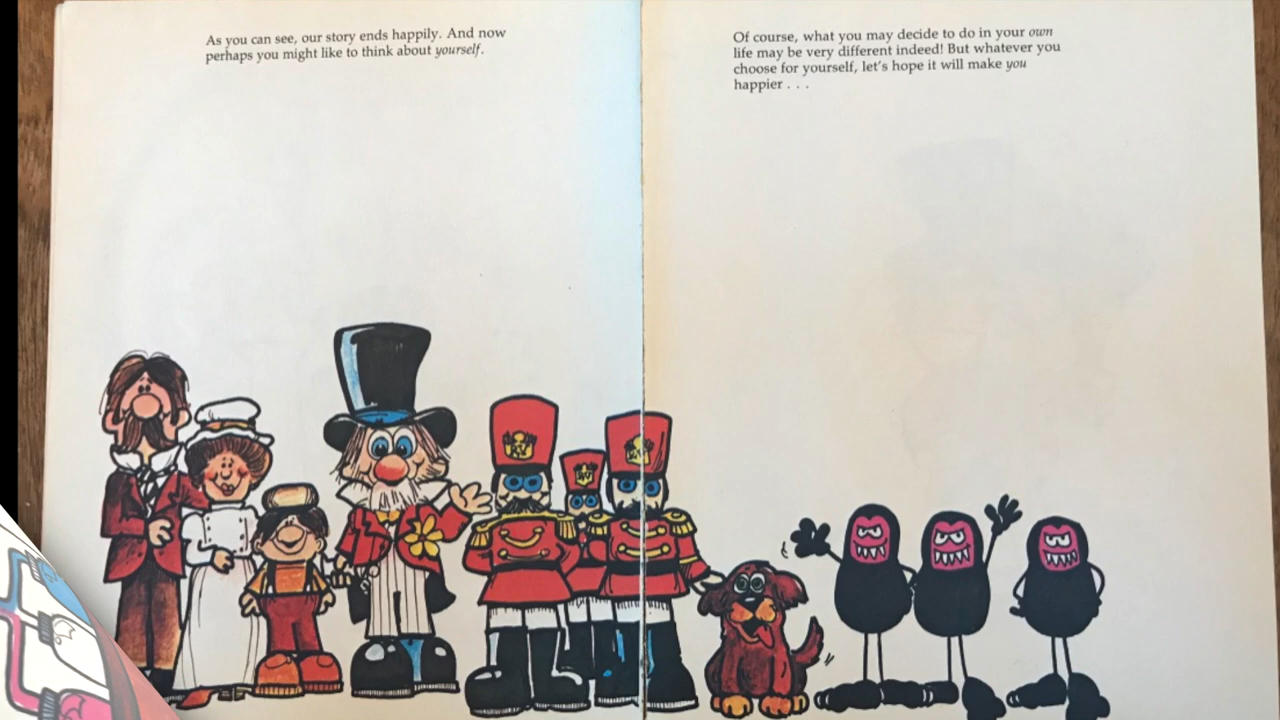 As you can see, our story ends happily. And now
perhaps you might like to think about yourself.
Of course, what you may decide to do in your own
life may be very different indeed! But whatever you
choose for yourself, let's hope it will make you
happier . . .